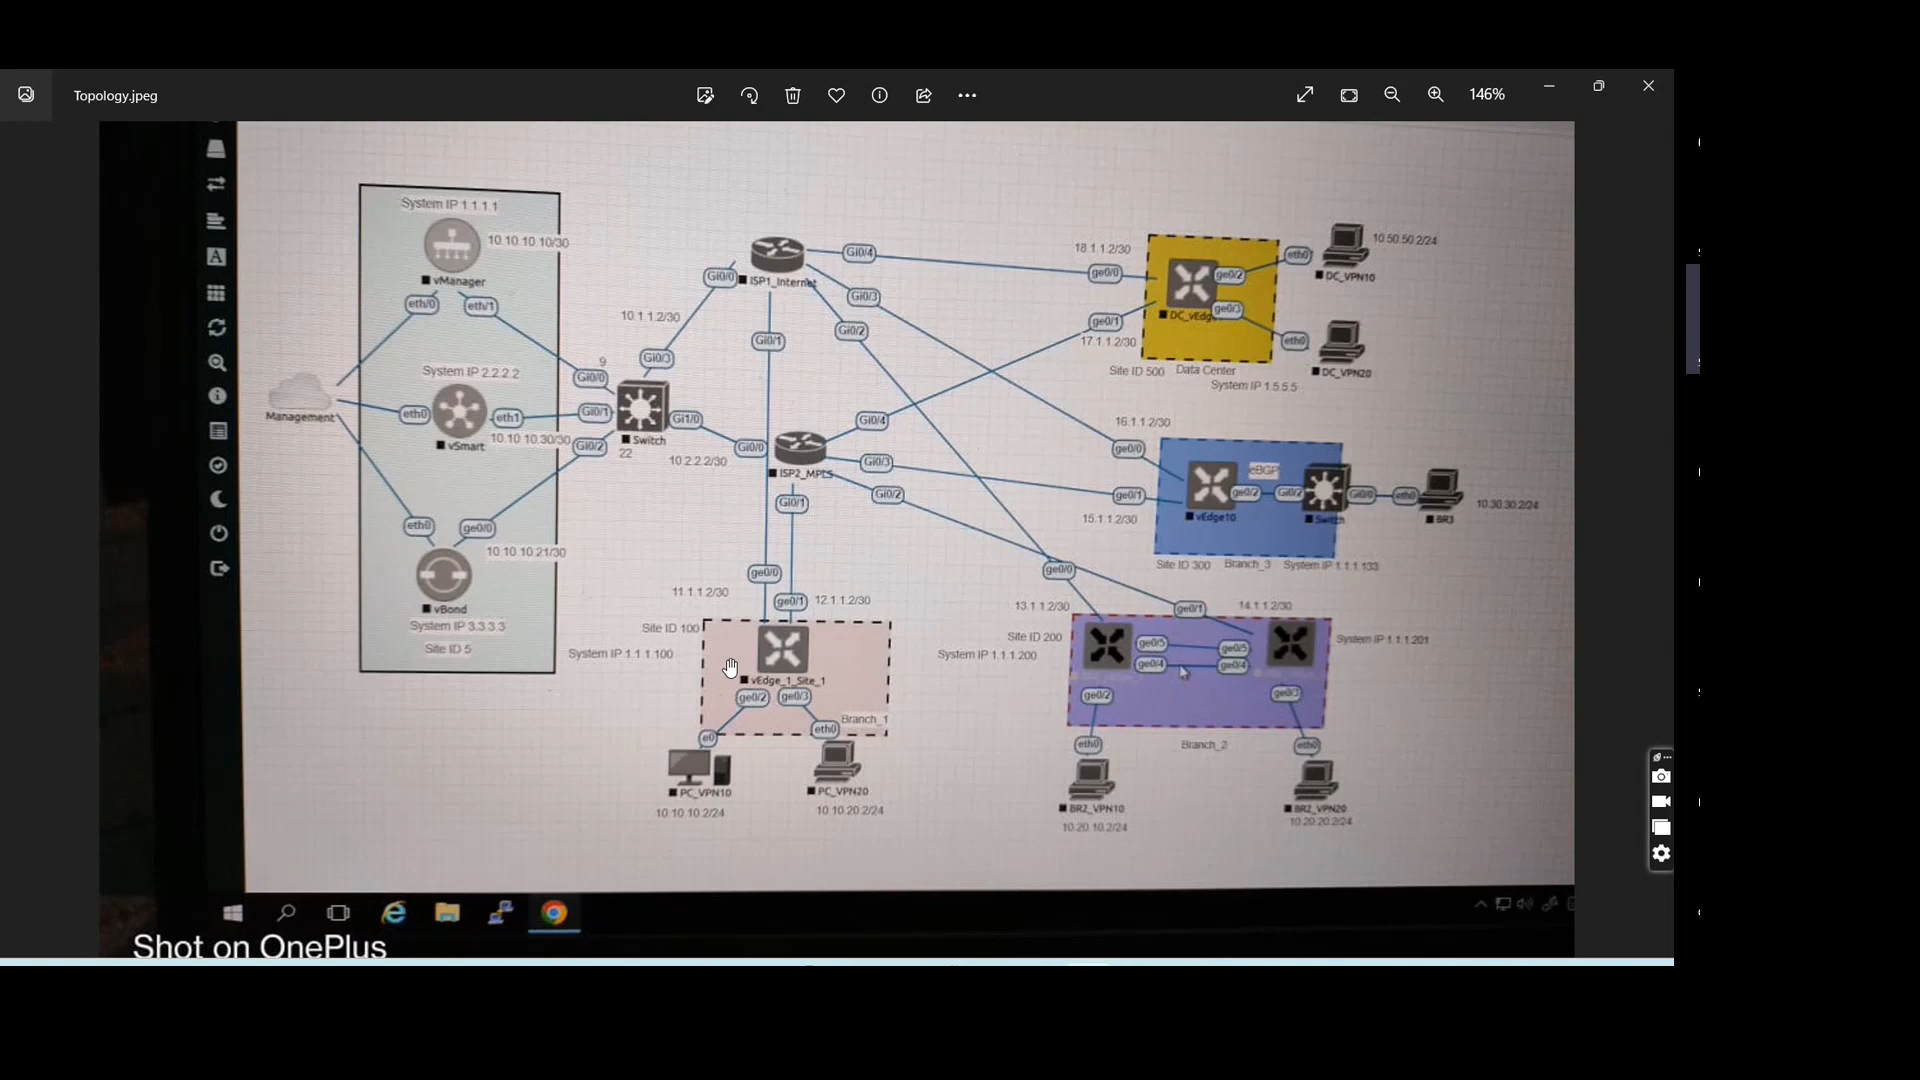 Topology.jpeg
146%
System IP 1.1.1.1
10.10.10.10/30
vManager
eth/0
eth/1
System IP 2.2.2.2
Management
eth0
eth1
10.10.10.30/30
vSmart
eth0
ge0/0
10.10.10.21/30
vBond
System IP 3.3.3.3
Site ID 5
9
Gi0/0
Gi0/1
Gi0/2
Gi0/3
Gi1/0
Switch
22
10.1.1.2/30
10.2.2.2/30
Gi0/0
ISP1_Internet
Gi0/4
Gi0/3
Gi0/2
Gi0/1
Gi0/0
ISP2_MPLS
Gi0/4
Gi0/3
Gi0/2
Gi0/1
18.1.1.2/30
ge0/0
ge0/1
17.1.1.2/30
ge0/2
ge0/3
eth0
eth0
10.50.50.2/24
DC_VPN10
DC_VPN20
Site ID 500
Data Center
System IP 1.5.5.5
16.1.1.2/30
ge0/0
ge0/1
15.1.1.2/30
eBGP
ge0/2
Gi0/2
Gi0/0
eth0
vEdge10
Switch
BR3
10.30.30.2/24
Site ID 300
Branch_3
System IP 1.1.1.133
ge0/0
11.1.1.2/30
ge0/1
12.1.1.2/30
Site ID 100
System IP 1.1.1.100
vEdge_1_Site_1
ge0/2
ge0/3
Branch_1
e0
eth0
PC_VPN10
PC_VPN20
10.10.10.2/24
10.10.20.2/24
ge0/0
13.1.1.2/30
ge0/1
14.1.1.2/30
Site ID 200
System IP 1.1.1.200
System IP 1.1.1.201
ge0/5
ge0/5
ge0/4
ge0/4
ge0/2
ge0/3
eth0
Branch_2
eth0
BR2_VPN10
BR2_VPN20
10.20.10.2/24
10.20.20.2/24
Shot on OnePlus